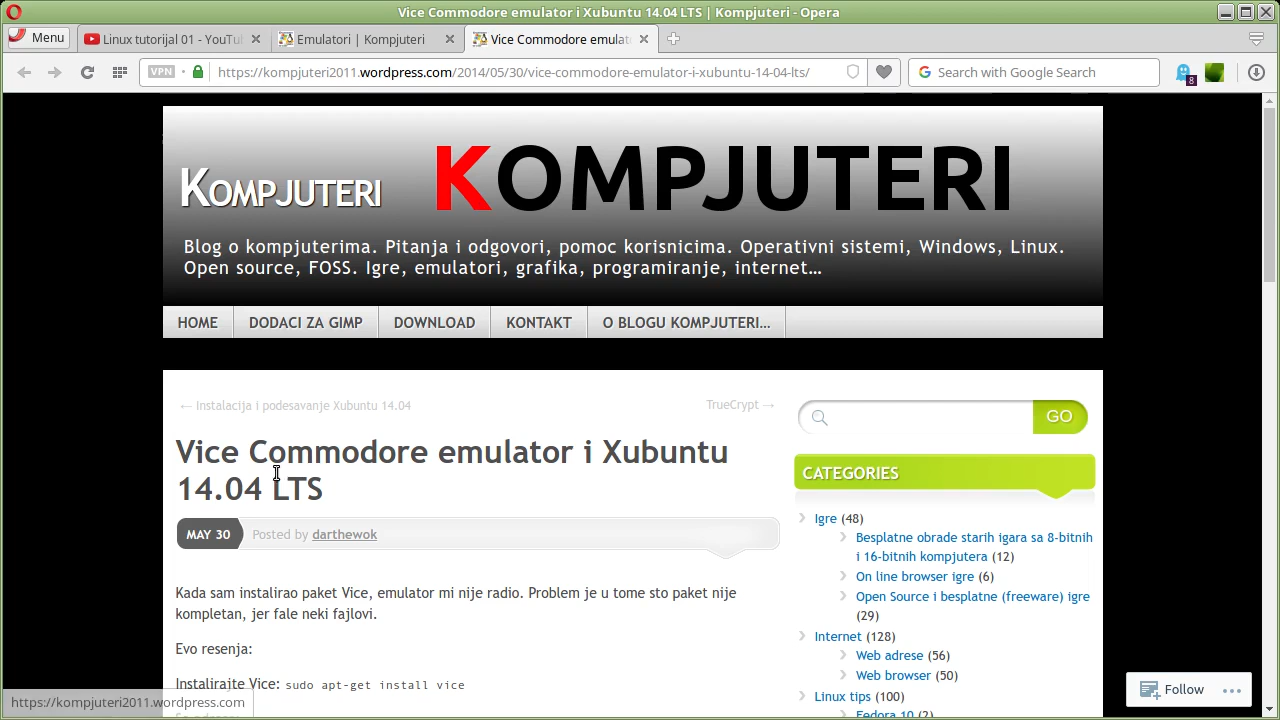 Vice Commodore emulator i Xubuntu 14.04 LTS | Kompjuteri - Opera
Menu
Linux tutorijal 01 - YouTu
Emulatori | Kompjuteri
Vice Commodore emulat
VPN
https://kompjuteri2011.wordpress.com/2014/05/30/vice-commodore-emulator-i-xubuntu-14-04-lts/
Search with Google Search
8
KOMPJUTERI
KOMPJUTERI
Blog o kompjuterima. Pitanja i odgovori, pomoc korisnicima. Operativni sistemi, Windows, Linux.
Open source, FOSS. Igre, emulatori, grafika, programiranje, internet...
HOME
DODACI ZA GIMP
DOWNLOAD
KONTAKT
O BLOGU KOMPJUTERI...
← Instalacija i podesavanje Xubuntu 14.04
TrueCrypt →
GO
Vice Commodore emulator i Xubuntu
14.04 LTS
MAY 30
Posted by darthewok
Kada sam instalirao paket Vice, emulator mi nije radio. Problem je u tome sto paket nije
kompletan, jer fale neki fajlovi.
Evo resenja:
Instalirajte Vice: sudo apt-get install vice
CATEGORIES
Igre (48)
Besplatne obrade starih igara sa 8-bitnih
i 16-bitnih kompjutera (12)
On line browser igre (6)
Open Source i besplatne (freeware) igre
(29)
Internet (128)
Web adrese (56)
Web browser (50)
Linux tips (100)
Fedora 10 (2)
Follow
https://kompjuteri2011.wordpress.com